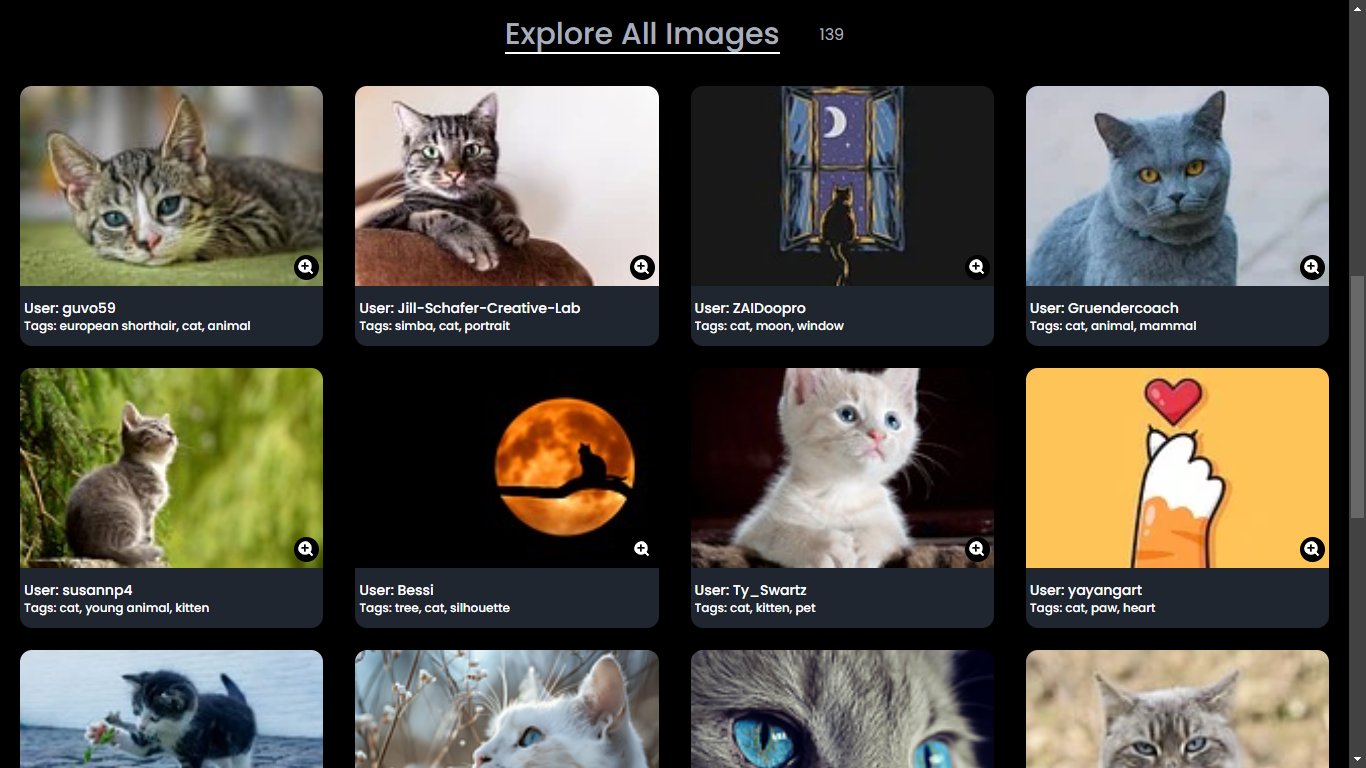 Explore All Images 139
User: guvo59
Tags: european shorthair, cat, animal
User: Jill-Schafer-Creative-Lab
Tags: simba, cat, portrait
User: ZAIDoopro
Tags: cat, moon, window
User: Gruendercoach
Tags: cat, animal, mammal
User: susannp4
Tags: cat, young animal, kitten
User: Bessi
Tags: tree, cat, silhouette
User: Ty_Swartz
Tags: cat, kitten, pet
User: yayangart
Tags: cat, paw, heart